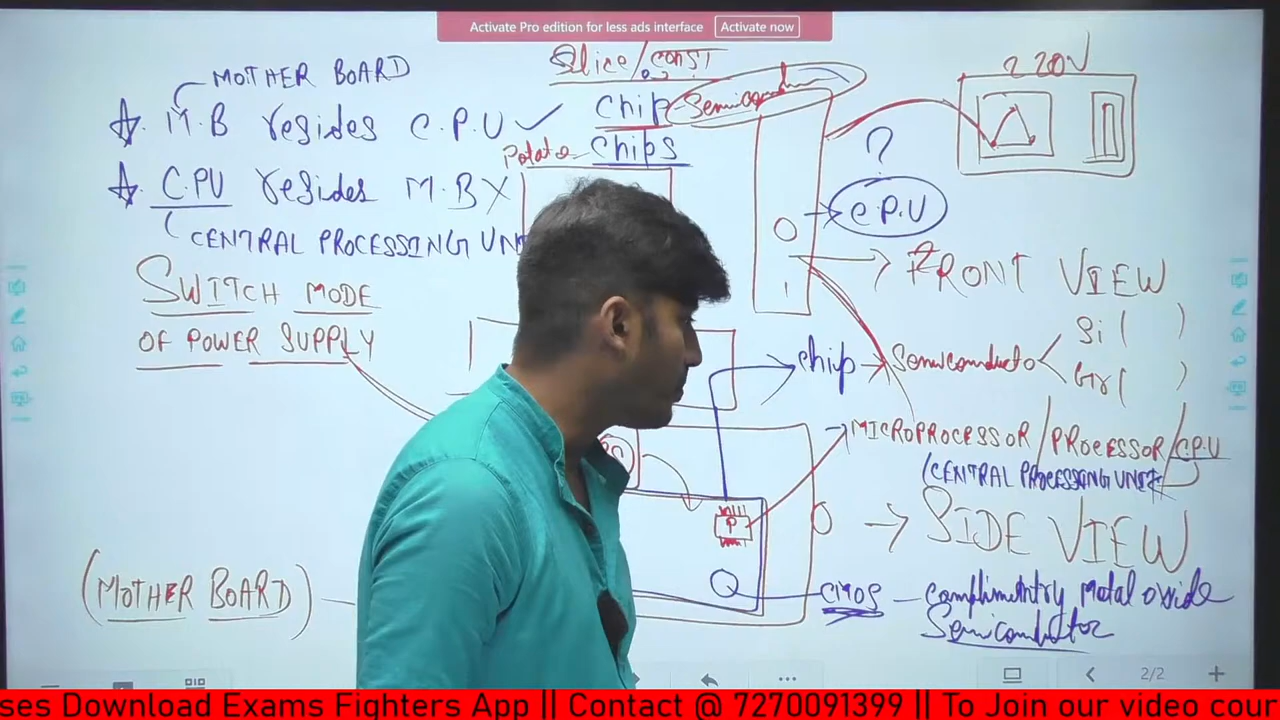 Activate Pro edition for less ads interface Activate now
Slice/const
MOTHER BOARD
M.B resides C.P.U ✓
Chip
Potato Chips
C.PU resides M.B X
CENTRAL PROCESSING UN
SWITCH MODE
OF POWER SUPPLY
220V
?
C.P.U
O
FRONT VIEW
Si ( )
Chip
MICROPROCESSOR/PROCESSOR/C.P.U
(CENTRAL PROCESSING UNIT
P
SIDE VIEW
(MOTHER BOARD)
CMOS - Complimentry Metal oxide
Semiconductor
2/2
ses Download Exams Fighters App || Contact @ 7270091399 || To Join our video cour